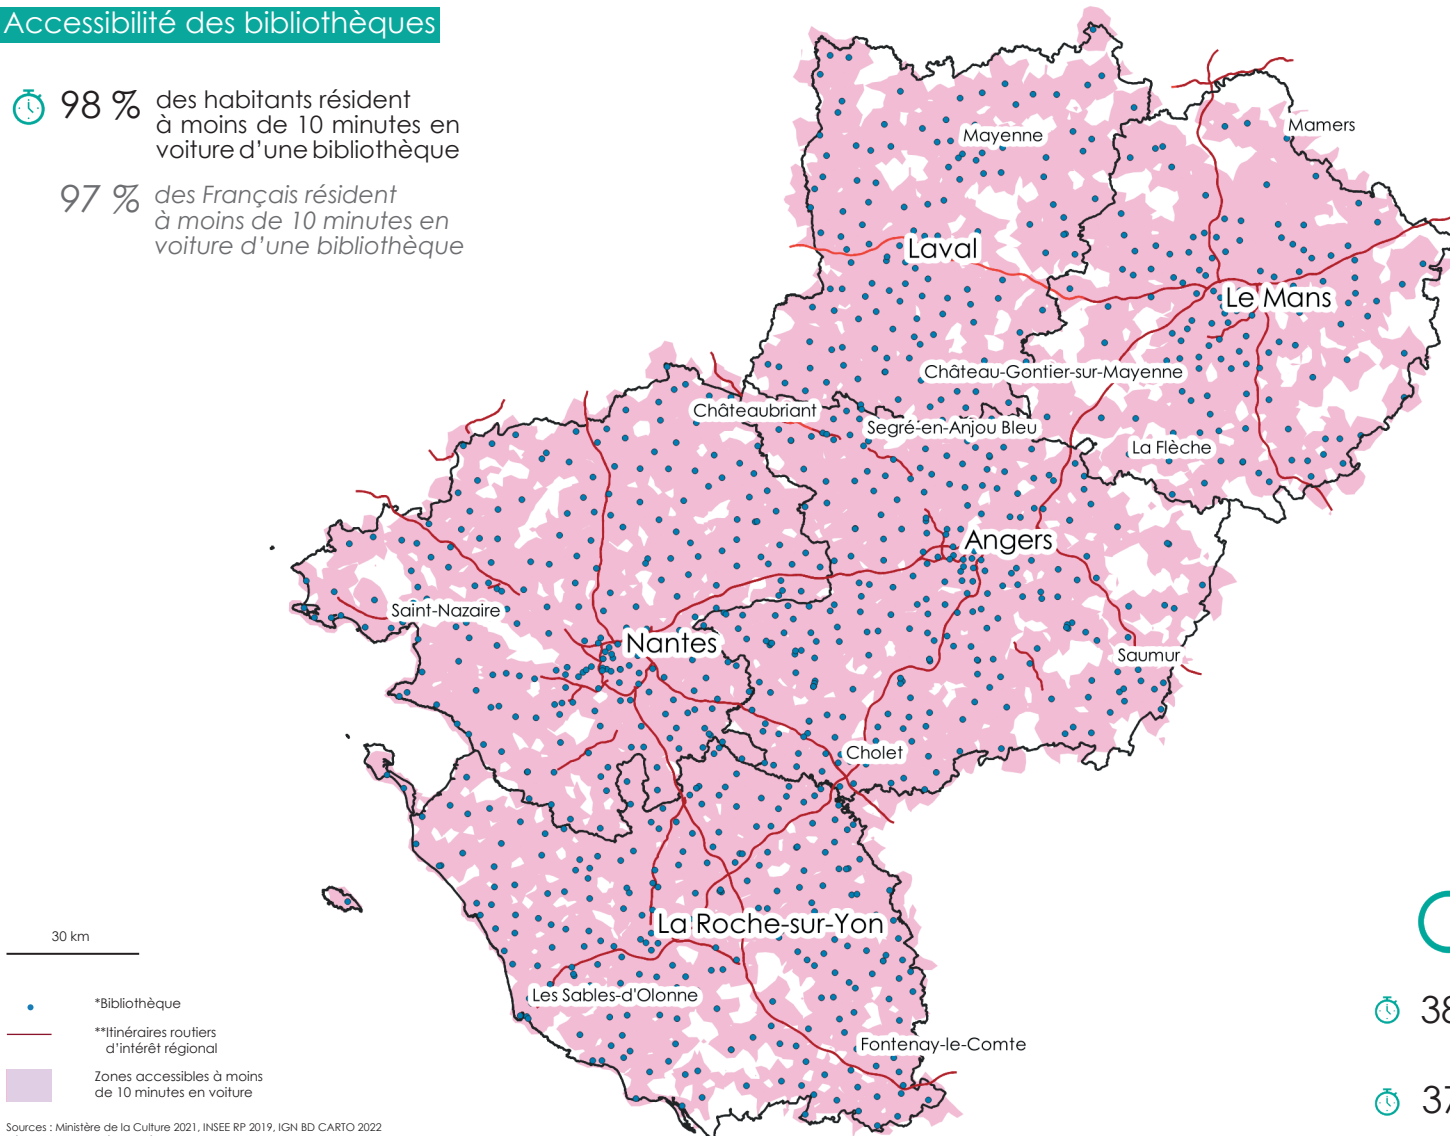 Accessibilité des bibliothèques
98 % des habitants résident
à moins de 10 minutes en
voiture d'une bibliothèque
97 % des Français résident
à moins de 10 minutes en
voiture d'une bibliothèque
Mamers
Mayenne
Laval
Le Mans
Château-Gontier-sur-Mayenne
Châteaubriant
Segré-en-Anjou Bleu
La Flèche
Angers
Saint-Nazaire
Nantes
Saumur
Cholet
La Roche-sur-Yon
Les Sables-d'Olonne
Fontenay-le-Comte
30 km
*Bibliothèque
**Itinéraires routiers
d'intérêt régional
Zones accessibles à moins
de 10 minutes en voiture
Sources : Ministère de la Culture 2021, INSEE RP 2019, IGN BD CARTO 2022
38
37